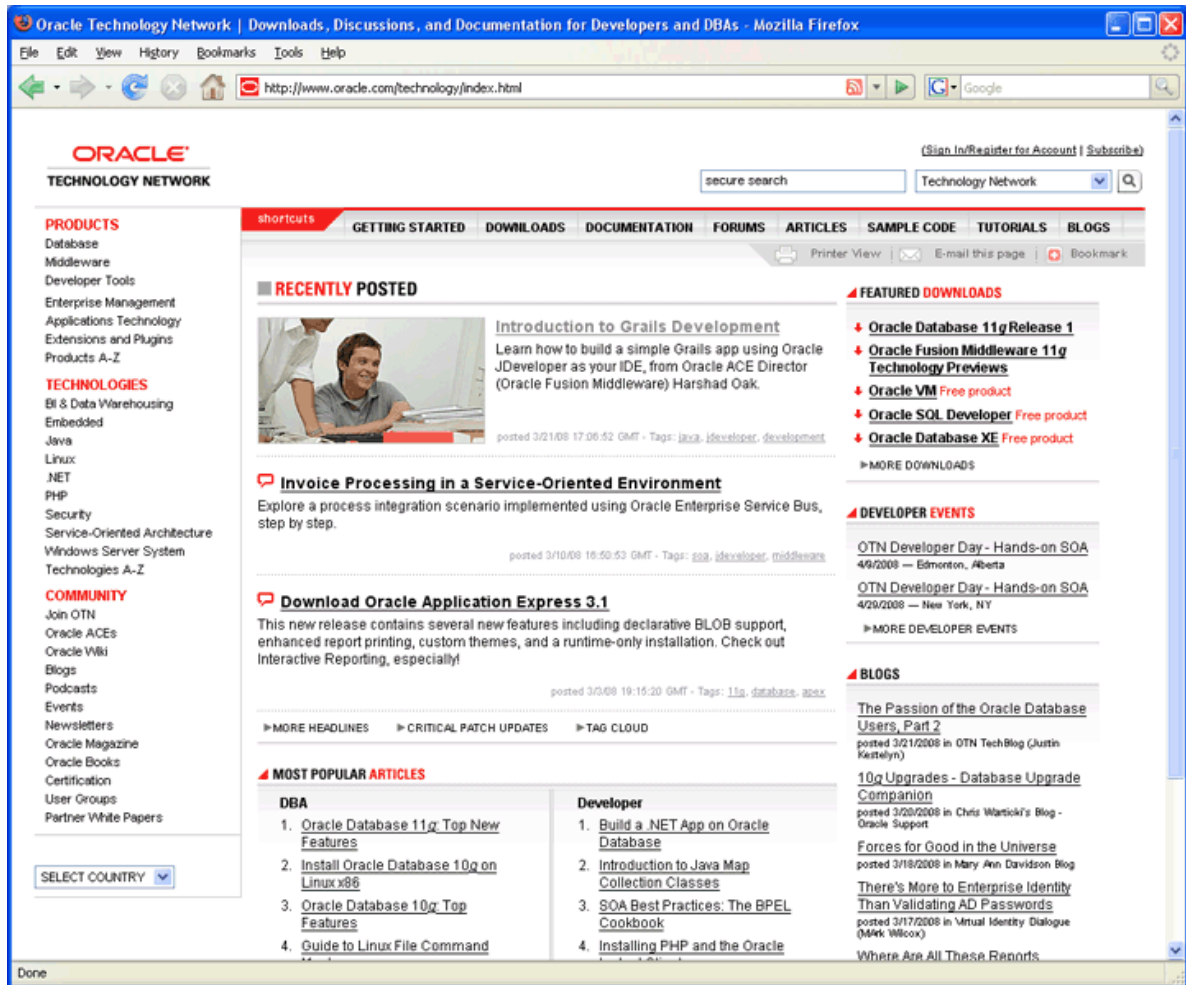 Oracle Technology Network | Downloads, Discussions, and Documentation for Developers and DBAs - Mozilla Firefox
File Edit View History Bookmarks Tools Help
http://www.oracle.com/technology/index.html
Google
ORACLE
TECHNOLOGY NETWORK
(Sign In/Register for Account | Subscribe)
secure search
Technology Network
PRODUCTS
Database
Middleware
Developer Tools
Enterprise Management
Applications Technology
Extensions and Plugins
Products A-Z
TECHNOLOGIES
BI & Data Warehousing
Embedded
Java
Linux
.NET
PHP
Security
Service-Oriented Architecture
Windows Server System
Technologies A-Z
COMMUNITY
Join OTN
Oracle ACEs
Oracle Wiki
Blogs
Podcasts
Events
Newsletters
Oracle Magazine
Oracle Books
Certification
User Groups
Partner White Papers
SELECT COUNTRY
shortcuts
GETTING STARTED DOWNLOADS DOCUMENTATION FORUMS ARTICLES SAMPLE CODE TUTORIALS BLOGS
Printer View | E-mail this page | Bookmark
RECENTLY POSTED
Introduction to Grails Development
Learn how to build a simple Grails app using Oracle
JDeveloper as your IDE, from Oracle ACE Director
(Oracle Fusion Middleware) Harshad Oak.
posted 3/21/08 17:06:52 GMT - Tags: java, jdeveloper, development
Invoice Processing in a Service-Oriented Environment
Explore a process integration scenario implemented using Oracle Enterprise Service Bus,
step by step.
posted 3/10/08 16:50:53 GMT - Tags: soa, jdeveloper, middleware
Download Oracle Application Express 3.1
This new release contains several new features including declarative BLOB support,
enhanced report printing, custom themes, and a runtime-only installation. Check out
Interactive Reporting, especially!
posted 3/3/08 19:15:20 GMT - Tags: 11g, database, apex
MORE HEADLINES CRITICAL PATCH UPDATES TAG CLOUD
MOST POPULAR ARTICLES
DBA
1. Oracle Database 11g: Top New
Features
2. Install Oracle Database 10g on
Linux x86
3. Oracle Database 10g: Top
Features
4. Guide to Linux File Command
Developer
1. Build a .NET App on Oracle
Database
2. Introduction to Java Map
Collection Classes
3. SOA Best Practices: The BPEL
Cookbook
4. Installing PHP and the Oracle
FEATURED DOWNLOADS
Oracle Database 11g Release 1
Oracle Fusion Middleware 11g
Technology Previews
Oracle VM Free product
Oracle SQL Developer Free product
Oracle Database XE Free product
MORE DOWNLOADS
DEVELOPER EVENTS
OTN Developer Day - Hands-on SOA
4/9/2008 — Edmonton, Alberta
OTN Developer Day - Hands-on SOA
4/29/2008 — New York, NY
MORE DEVELOPER EVENTS
BLOGS
The Passion of the Oracle Database
Users, Part 2
posted 3/21/2008 in OTN TechBlog (Justin
Kestelyn)
10g Upgrades - Database Upgrade
Companion
posted 3/20/2008 in Chris Warticki's Blog -
Oracle Support
Forces for Good in the Universe
posted 3/18/2008 in Mary Ann Davidson Blog
There's More to Enterprise Identity
Than Validating AD Passwords
posted 3/17/2008 in Virtual Identity Dialogue
(MArk Wilcox)
Where Are All These Reports
Done